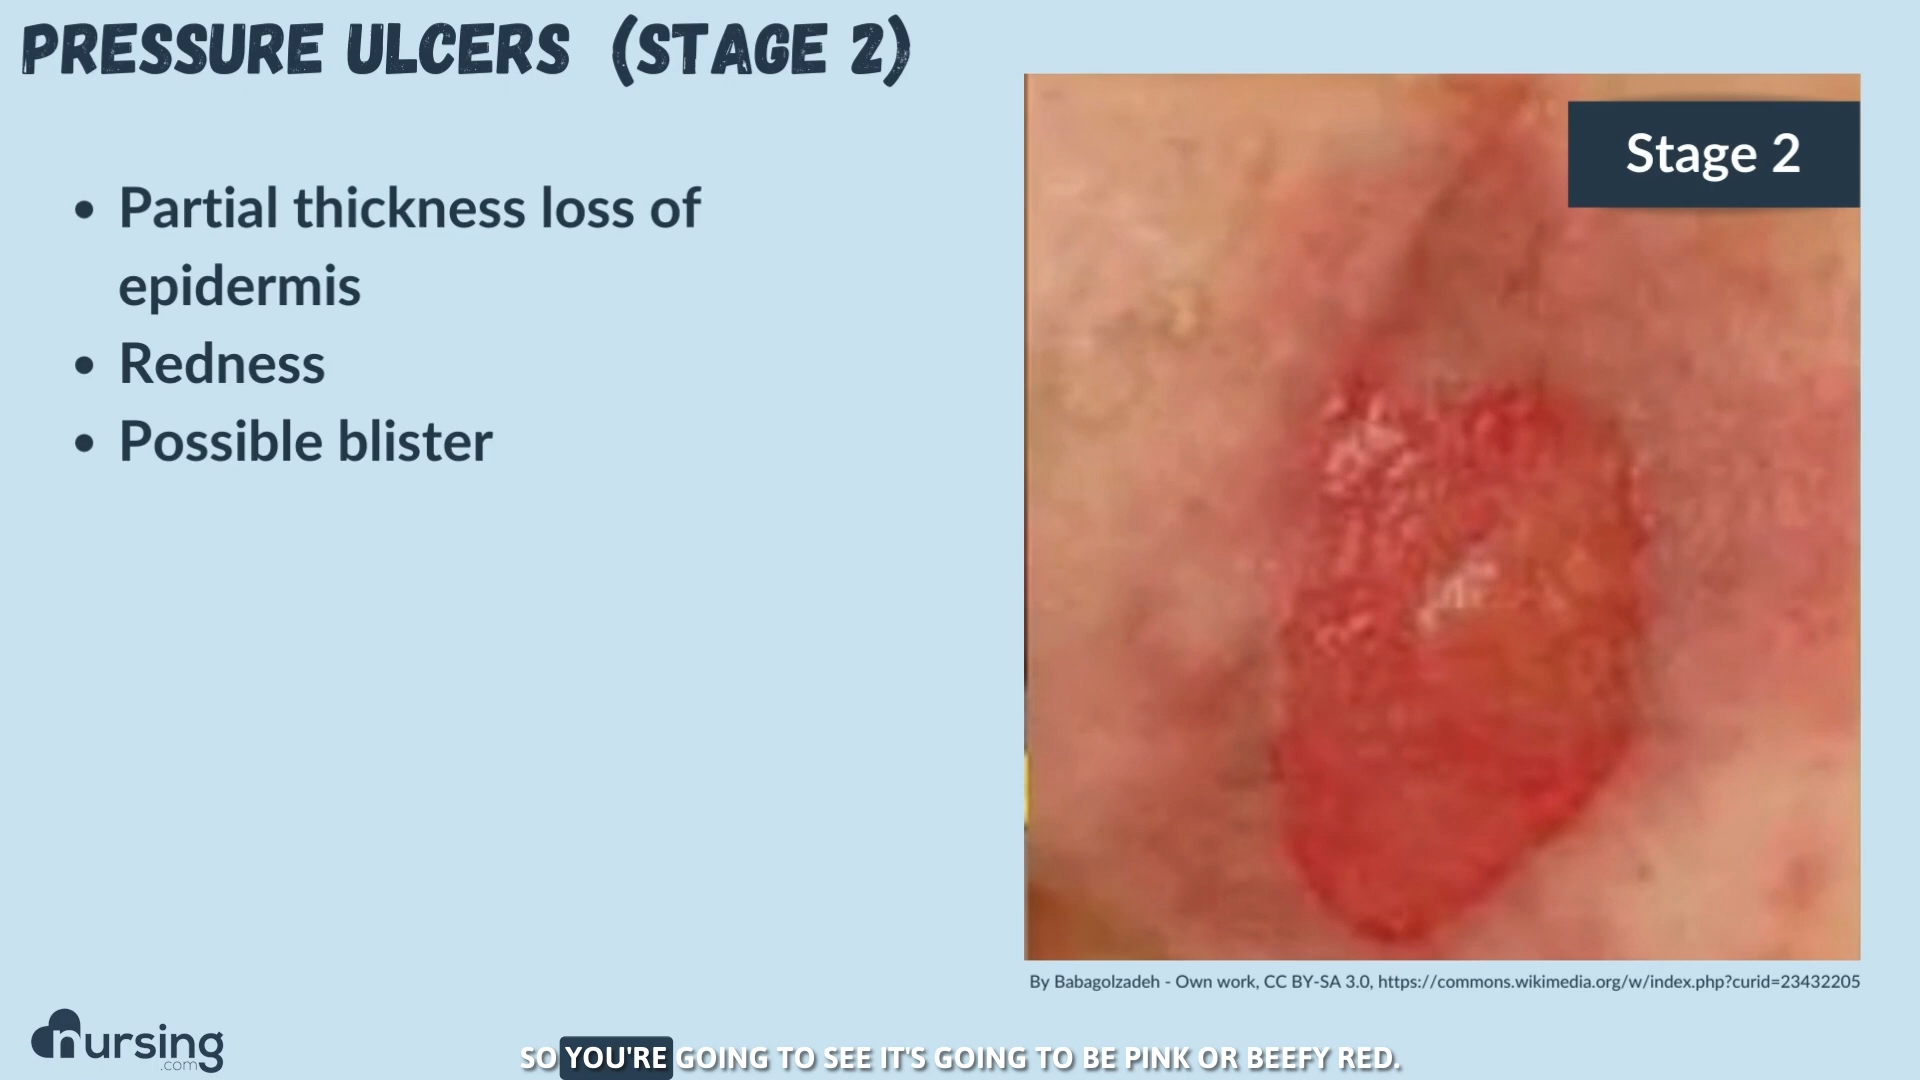 PRESSURE ULCERS (STAGE 2)
• Partial thickness loss of
epidermis
• Redness
• Possible blister
Stage 2
By Babagolzadeh - Own work, CC BY-SA 3.0, https://commons.wikimedia.org/w/index.php?curid=23432205
nursing
.com
SO YOU'RE GOING TO SEE IT'S GOING TO BE PINK OR BEEFY RED.